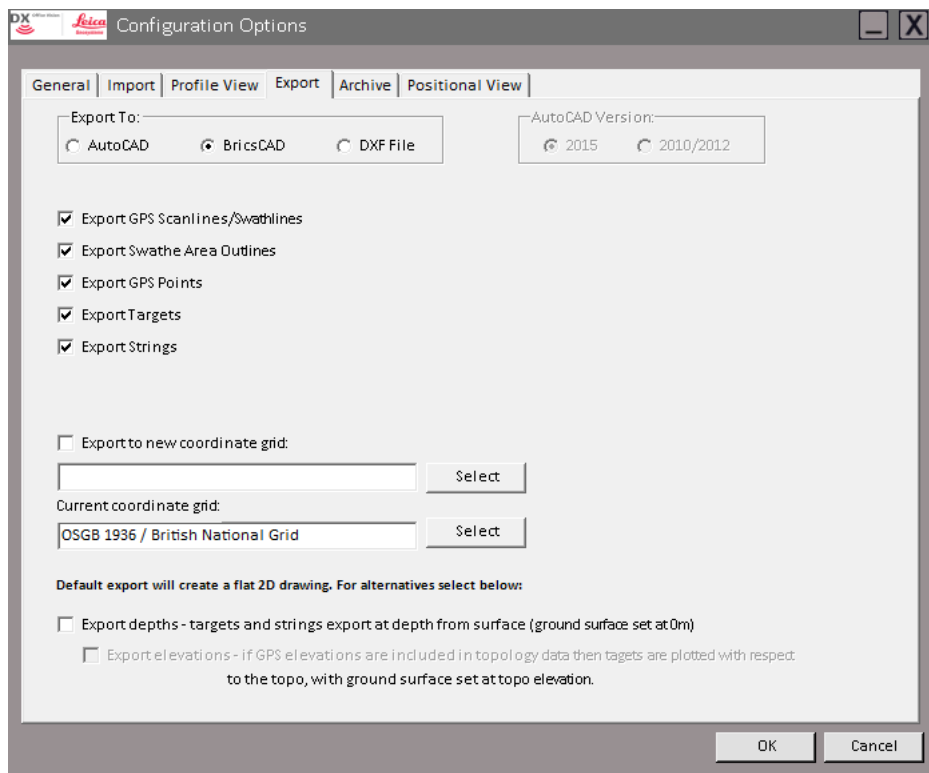 DX Office Vision Leica Geosystems Configuration Options
General Import Profile View Export Archive Positional View
Export To: AutoCAD Version:
AutoCAD BricsCAD DXF File 2015 2010/2012
Export GPS Scanlines/Swathlines
Export Swathe Area Outlines
Export GPS Points
Export Targets
Export Strings
Export to new coordinate grid:
Select
Current coordinate grid:
OSGB 1936 / British National Grid Select
Default export will create a flat 2D drawing. For alternatives select below:
Export depths - targets and strings export at depth from surface (ground surface set at 0m)
Export elevations - if GPS elevations are included in topology data then tagets are plotted with respect
to the topo, with ground surface set at topo elevation.
OK Cancel